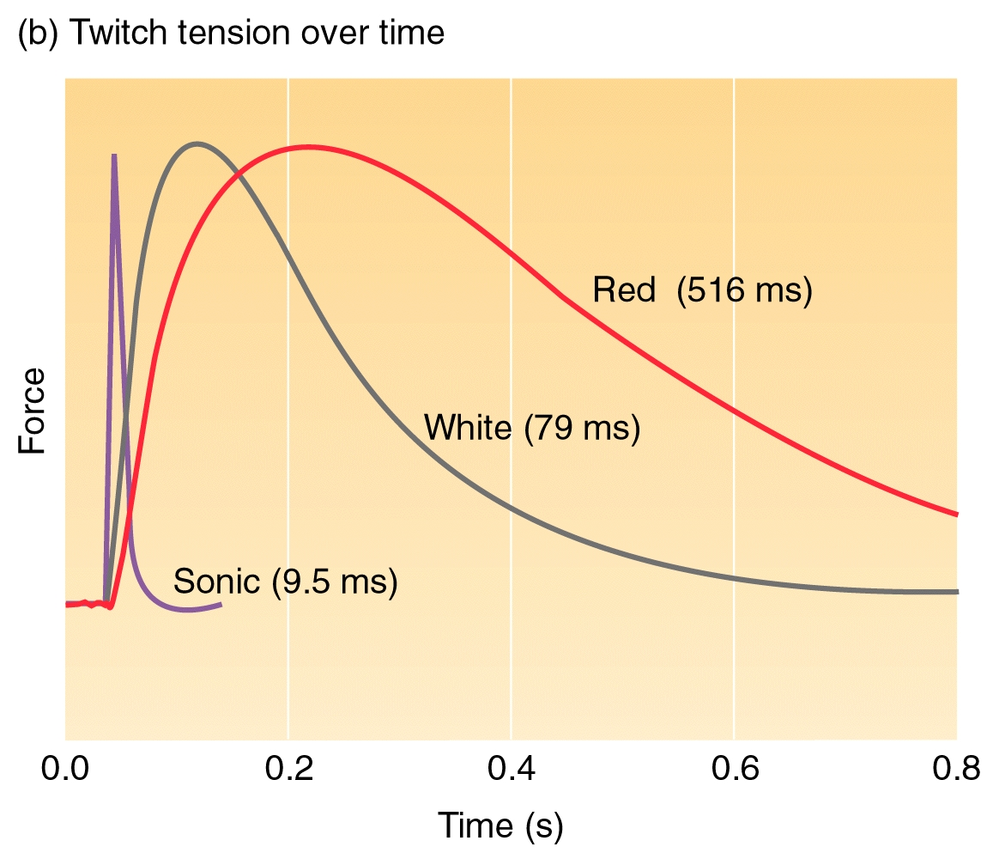 (b) Twitch tension over time
Force
Red (516 ms)
White (79 ms)
Sonic (9.5 ms)
0.0 0.2 0.4 0.6 0.8
Time (s)